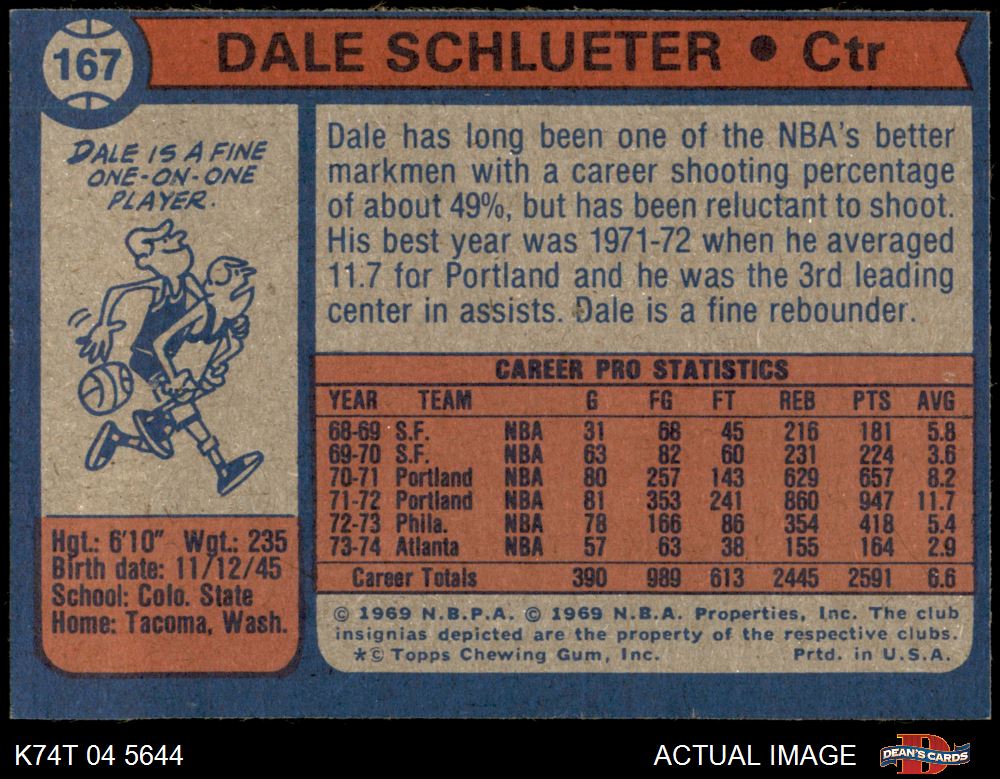 167
DALE SCHLUETER • Ctr
DALE IS A FINE
ONE-ON-ONE
PLAYER.
Dale has long been one of the NBA's better
markmen with a career shooting percentage
of about 49%, but has been reluctant to shoot.
His best year was 1971-72 when he averaged
11.7 for Portland and he was the 3rd leading
center in assists. Dale is a fine rebounder.
CAREER PRO STATISTICS
YEAR TEAM G FG FT REB PTS AVG
68-69 S.F. NBA 31 68 45 216 181 5.8
69-70 S.F. NBA 63 82 60 231 224 3.6
70-71 Portland NBA 80 257 143 629 657 8.2
71-72 Portland NBA 81 353 241 860 947 11.7
72-73 Phila. NBA 78 166 86 354 418 5.4
73-74 Atlanta NBA 57 63 38 155 164 2.9
Career Totals 390 989 613 2445 2591 6.6
Hgt.: 6'10" Wgt.: 235
Birth date: 11/12/45
School: Colo. State
Home: Tacoma, Wash.
© 1969 N.B.P.A. © 1969 N.B.A. Properties, Inc. The club
insignias depicted are the property of the respective clubs.
*© Topps Chewing Gum, Inc. Prtd. in U.S.A.
K74T 04 5644
ACTUAL IMAGE
D
DEAN'S CARDS